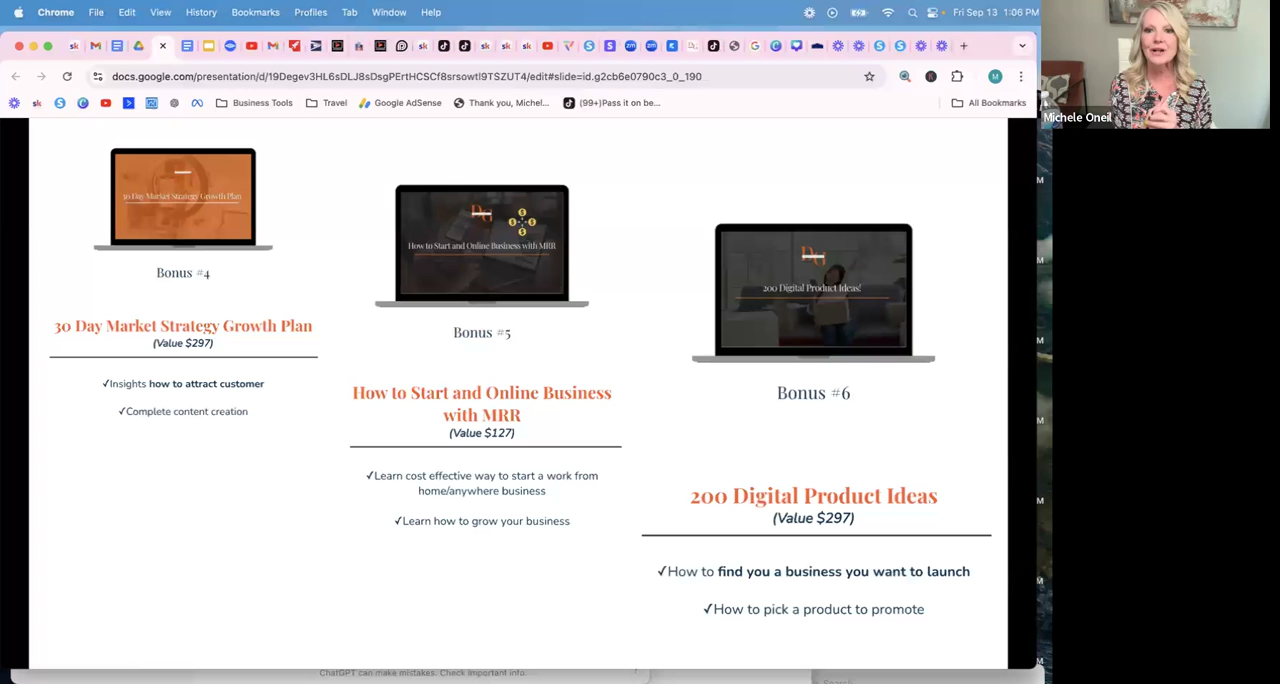 Chrome File Edit View History Bookmarks Profiles Tab Window Help Fri Sep 13 1:06 PM
docs.google.com/presentation/d/19Degev3HL6sDLJ8sDsgPErtHCSCf8srsowtI9TSZUT4/edit#slide=id.g2cb6e0790c3_0_190
Business Tools Travel Google AdSense Thank you, Michel... (99+)Pass it on be... All Bookmarks
Michele Oneil
30 Day Market Strategy Growth Plan
Bonus #4
30 Day Market Strategy Growth Plan
(Value $297)
✓Insights how to attract customer
✓Complete content creation
DG
How to Start and Online Business with MRR
Bonus #5
How to Start and Online Business
with MRR
(Value $127)
✓Learn cost effective way to start a work from
home/anywhere business
✓Learn how to grow your business
DG
200 Digital Product Ideas!
Bonus #6
200 Digital Product Ideas
(Value $297)
✓How to find you a business you want to launch
✓How to pick a product to promote
ChatGPT can make mistakes. Check important info.
Search